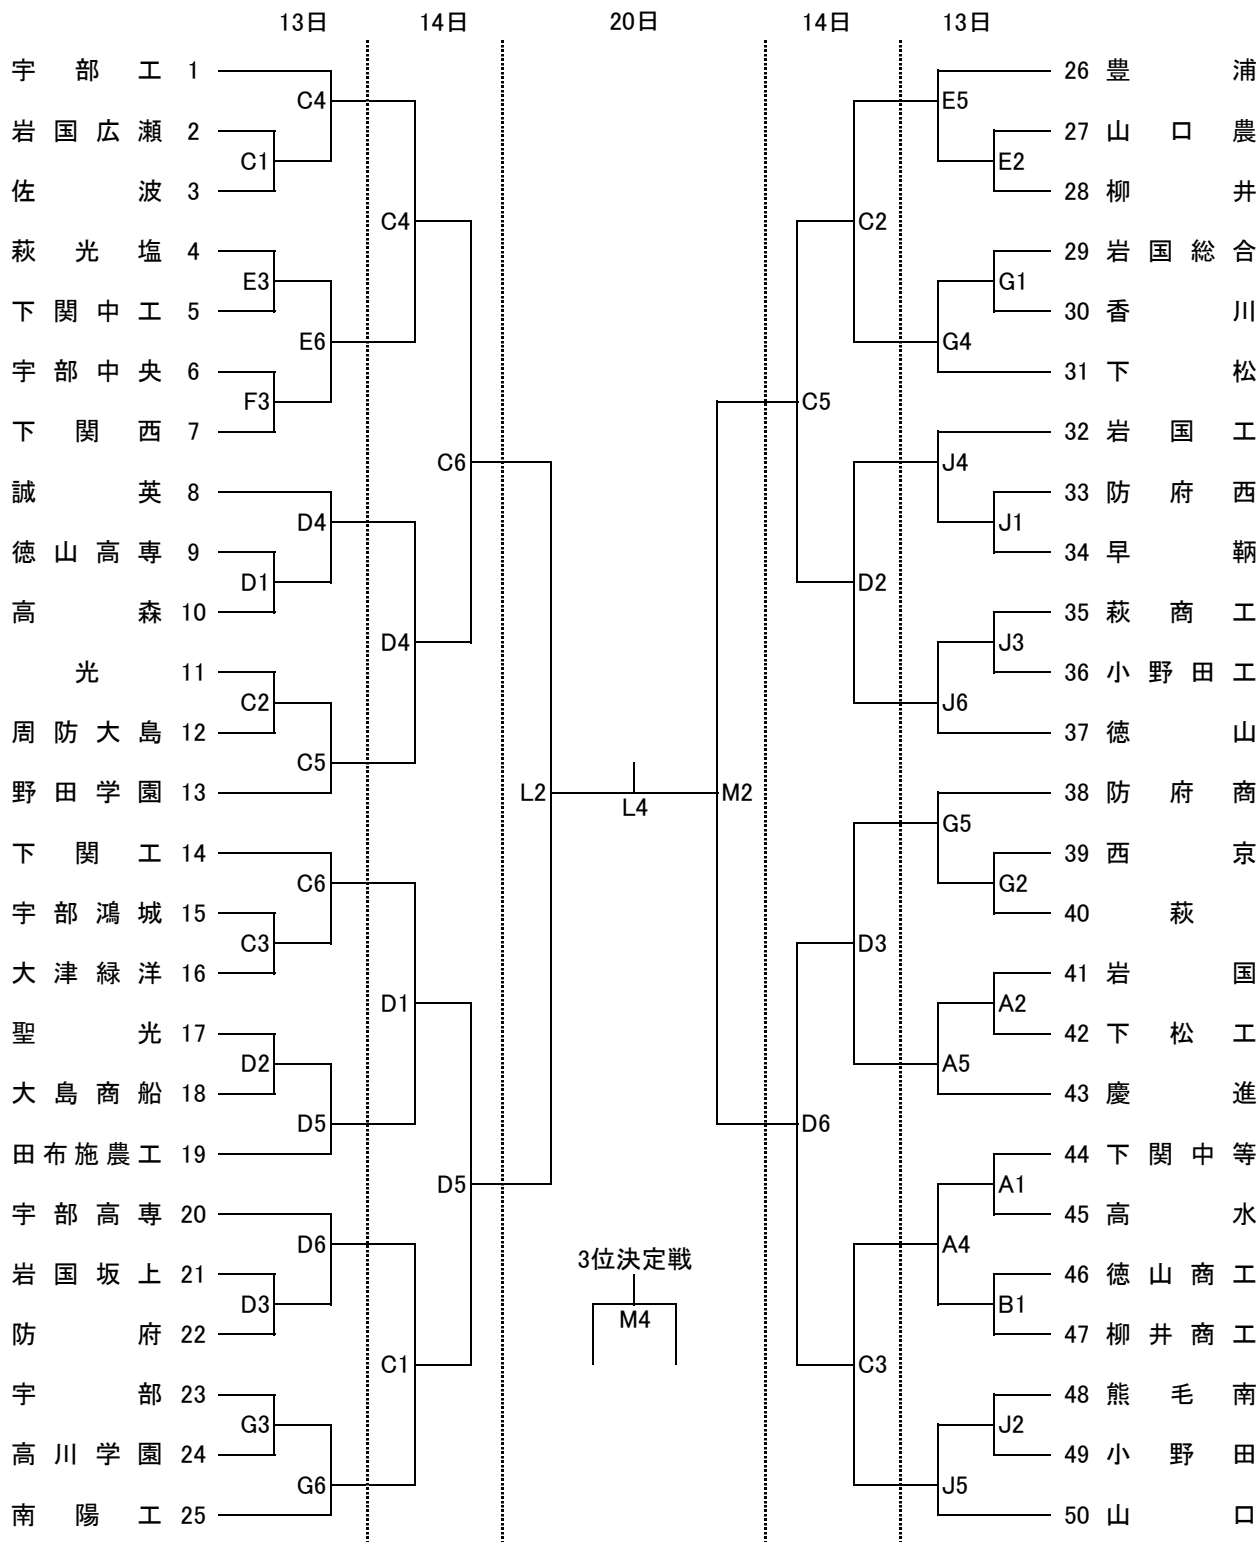 13日 14日 20日 14日 13日
宇部工 1
C4
岩国広瀬 2
C1
佐波 3
C4
萩光塩 4
E3
下関中工 5
E6
宇部中央 6
F3
下関西 7
C6
誠英 8
D4
徳山高専 9
D1
高森 10
D4
光 11
C2
周防大島 12
C5
野田学園 13
L2
下関工 14
C6
宇部鴻城 15
C3
大津緑洋 16
D1
聖光 17
D2
大島商船 18
D5
田布施農工 19
D5
宇部高専 20
D6
岩国坂上 21
D3
防府 22
C1
宇部 23
G3
高川学園 24
G6
南陽工 25
L4
3位決定戦
M4
26 豊浦
E5
27 山口農
E2
28 柳井
C2
29 岩国総合
G1
30 香川
G4
31 下松
C5
32 岩国工
J4
33 防府西
J1
34 早鞆
D2
35 萩商工
J3
36 小野田工
J6
37 徳山
M2
38 防府商
G5
39 西京
G2
40 萩
D3
41 岩国
A2
42 下松工
A5
43 慶進
D6
44 下関中等
A1
45 高水
A4
46 徳山商工
B1
47 柳井商工
C3
48 熊毛南
J2
49 小野田
J5
50 山口